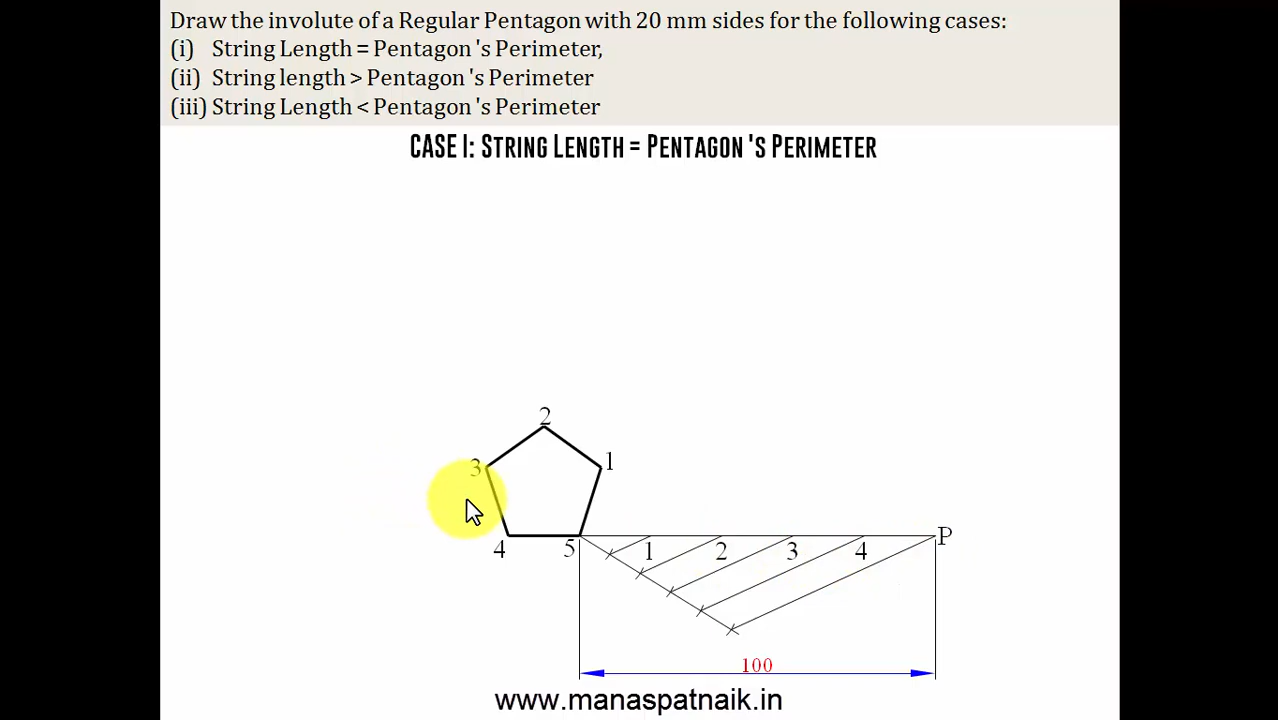 Draw the involute of a Regular Pentagon with 20 mm sides for the following cases:
(i) String Length = Pentagon 's Perimeter,
(ii) String length > Pentagon 's Perimeter
(iii) String Length < Pentagon 's Perimeter
CASE I: STRING LENGTH = PENTAGON 'S PERIMETER
2
3 1
4 5 1 2 3 4 P
100
www.manaspatnaik.in